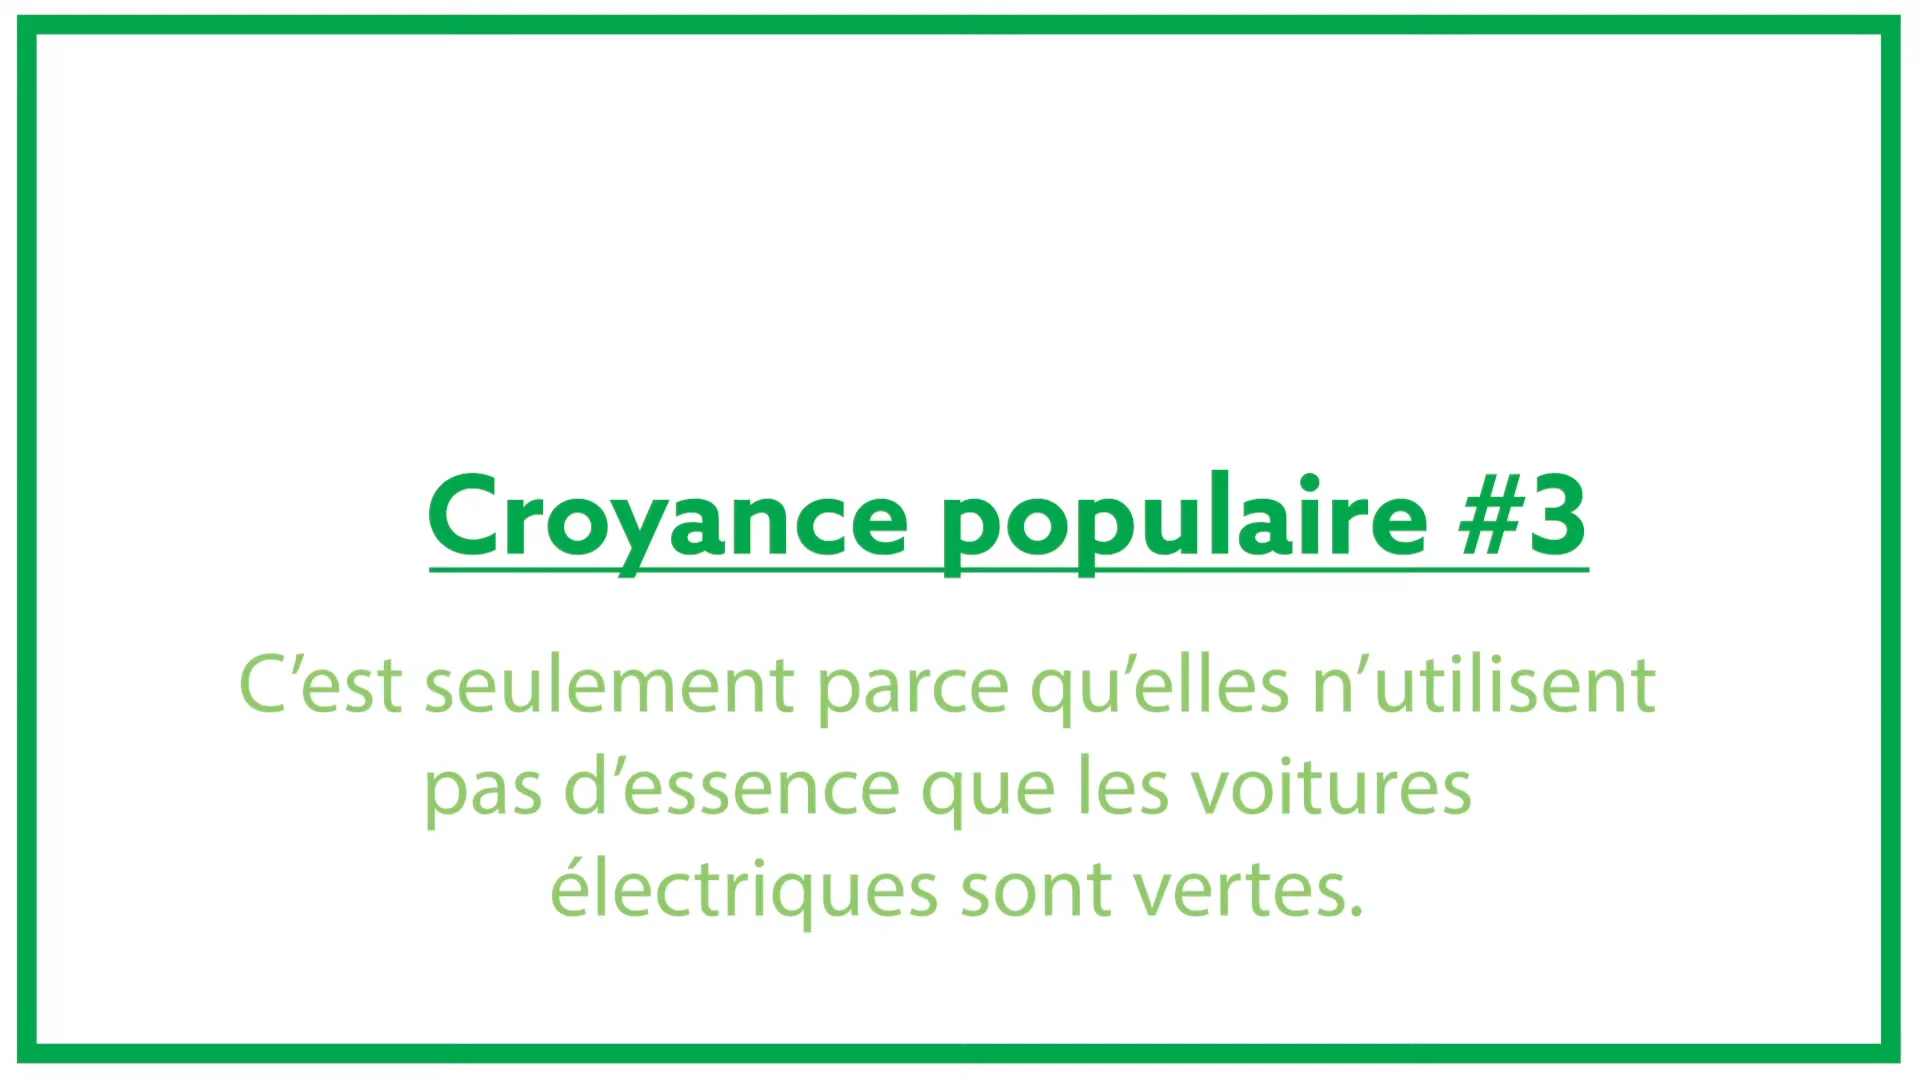 Croyance populaire #3
C’est seulement parce qu’elles n’utilisent
pas d’essence que les voitures
électriques sont vertes.